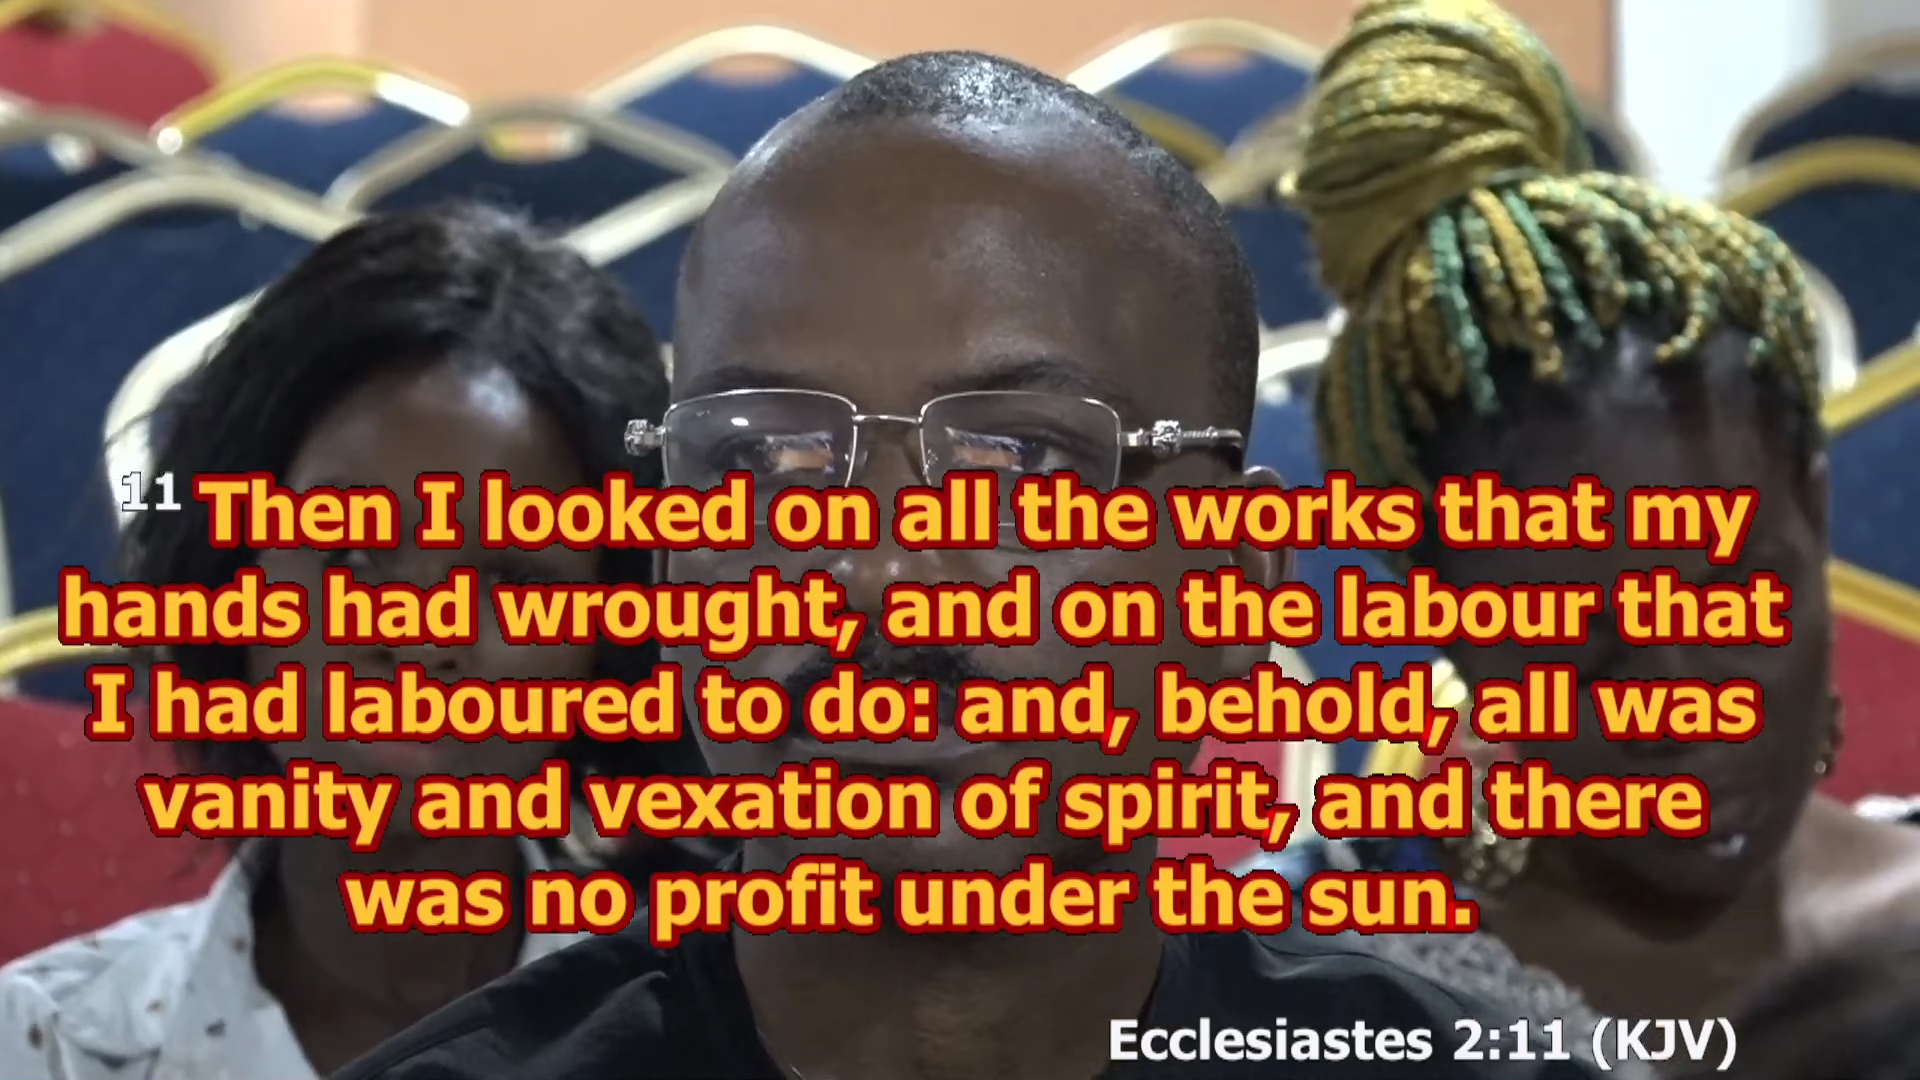 11 Then I looked on all the works that my
hands had wrought, and on the labour that
I had laboured to do: and, behold, all was
vanity and vexation of spirit, and there
was no profit under the sun.
Ecclesiastes 2:11 (KJV)